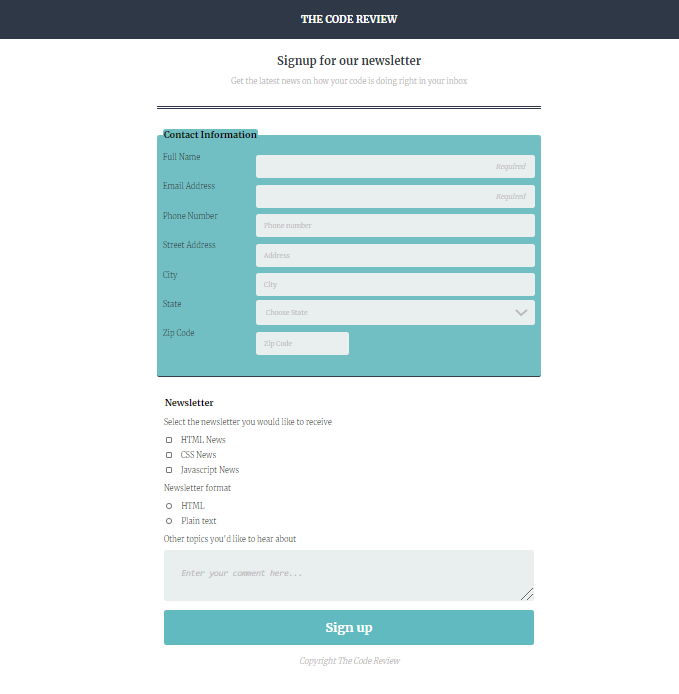 THE CODE REVIEW
Signup for our newsletter
Get the latest news on how your code is doing right in your inbox
Contact Information
Full Name
Required
Email Address
Required
Phone Number
Phone number
Street Address
Address
City
City
State
Choose State
Zip Code
Zip Code
Newsletter
Select the newsletter you would like to receive
HTML News
CSS News
Javascript News
Newsletter format
HTML
Plain text
Other topics you'd like to hear about
Enter your comment here...
Sign up
Copyright The Code Review